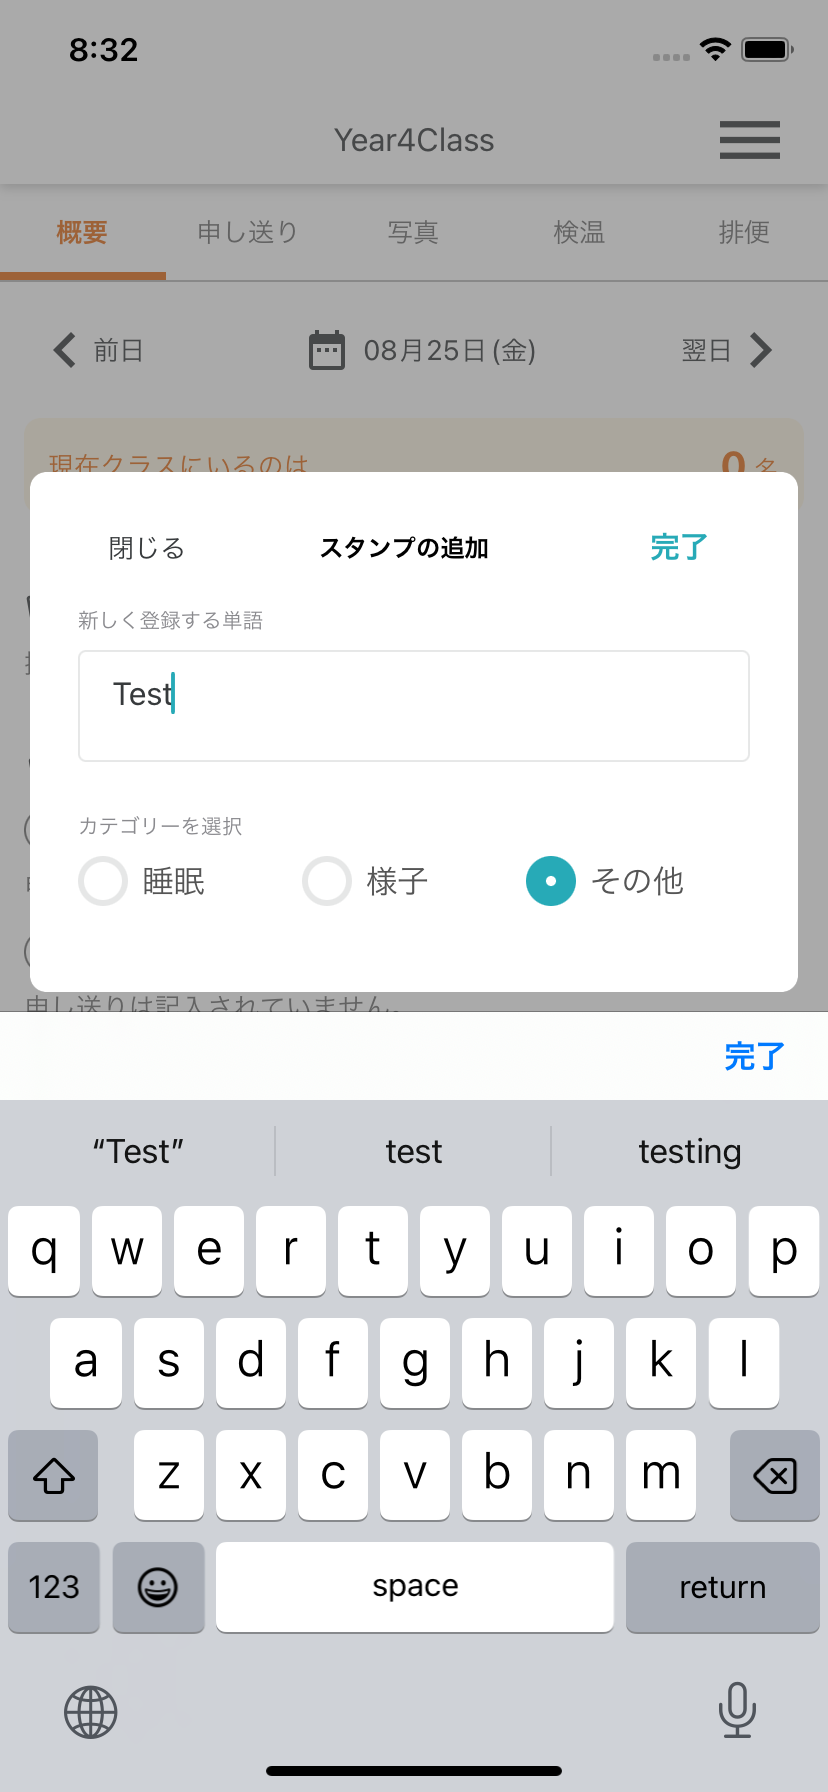 8:32
Year4Class
概要 申し送り 写真 検温 排便
前日 08月25日(金) 翌日
現在クラスにいるのは 0 名
閉じる スタンプの追加 完了
新しく登録する単語
Test
カテゴリーを選択
睡眠 様子 その他
申し送りは記入されていません。
完了
“Test” test testing
q w e r t y u i o p
a s d f g h j k l
z x c v b n m
123 space return